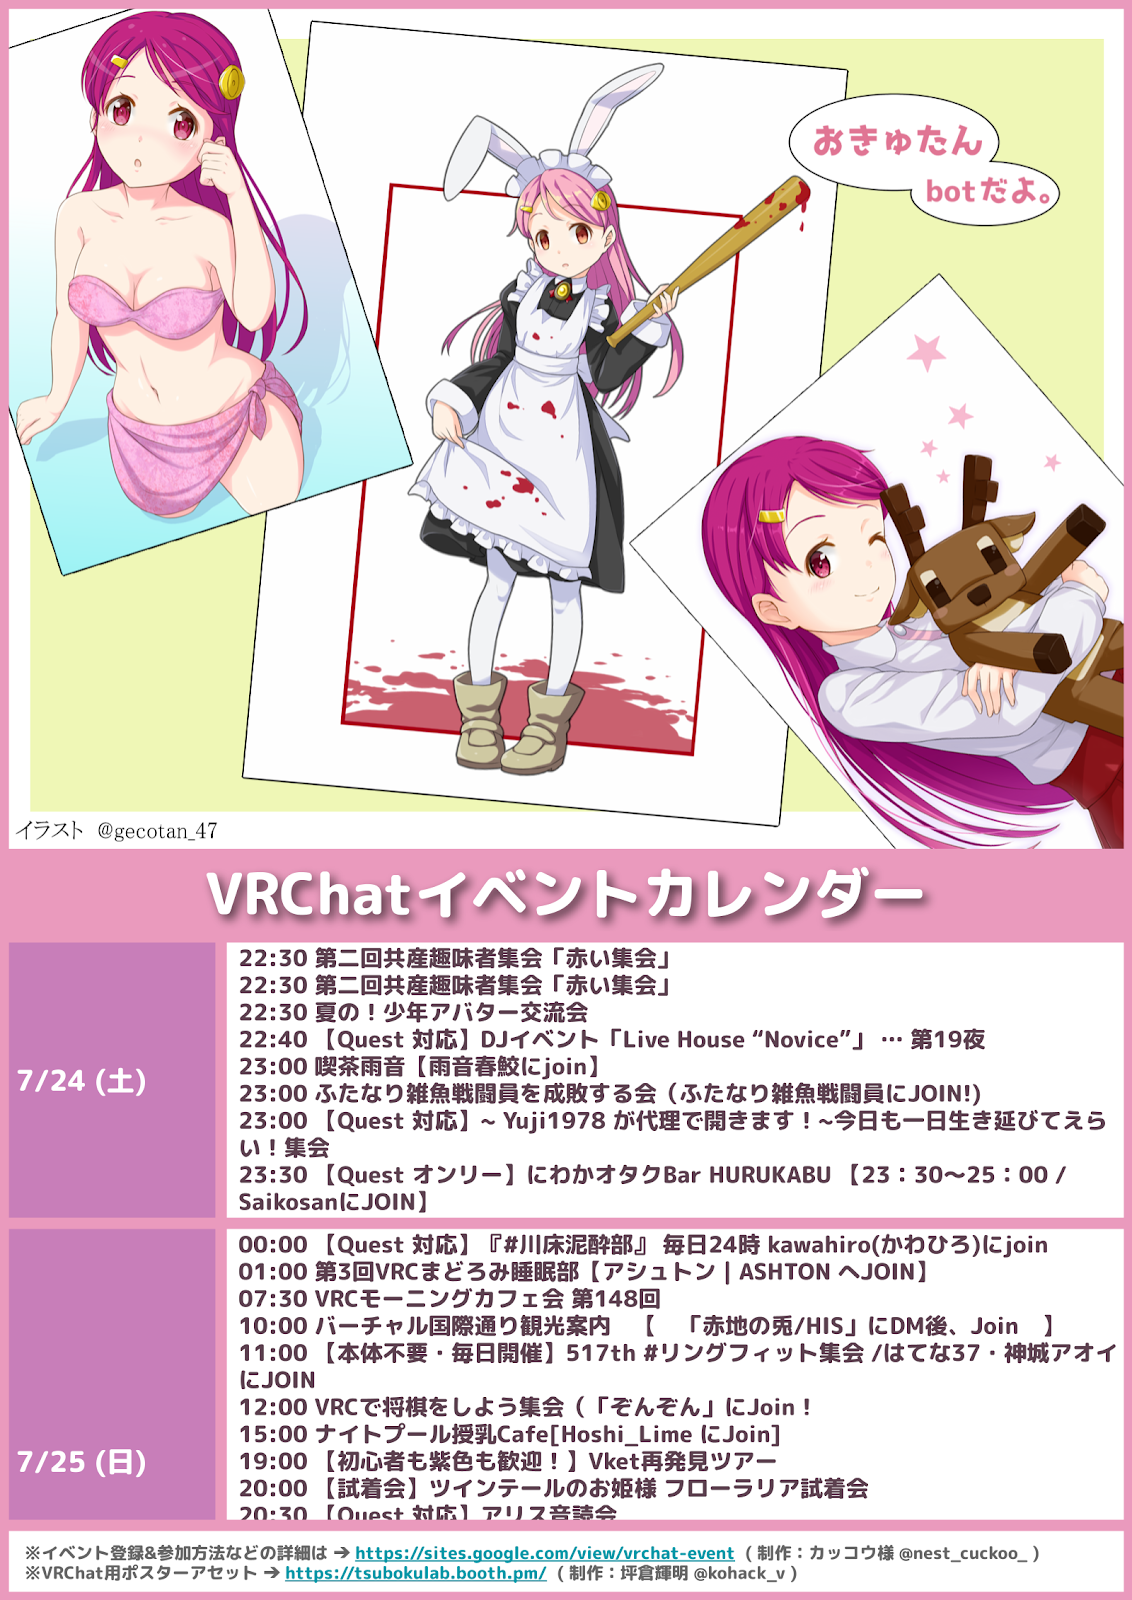 おきゅたん
botだよ。
イラスト @gecotan_47
VRChatイベントカレンダー
7/24 (土)
22:30 第二回共産趣味者集会「赤い集会」
22:30 第二回共産趣味者集会「赤い集会」
22:30 夏の！少年アバター交流会
22:40 【Quest 対応】DJイベント「Live House “Novice”」 … 第19夜
23:00 喫茶雨音【雨音春鮫にjoin】
23:00 ふたなり雑魚戦闘員を成敗する会（ふたなり雑魚戦闘員にJOIN!)
23:00 【Quest 対応】~ Yuji1978 が代理で開きます！~今日も一日生き延びてえら
い！集会
23:30 【Quest オンリー】にわかオタクBar HURUKABU 【23：30～25：00 /
SaikosanにJOIN】
7/25 (日)
00:00 【Quest 対応】『#川床泥酔部』 毎日24時 kawahiro(かわひろ)にjoin
01:00 第3回VRCまどろみ睡眠部【アシュトン | ASHTON へJOIN】
07:30 VRCモーニングカフェ会 第148回
10:00 バーチャル国際通り観光案内　【　「赤地の兎/HIS」にDM後、Join　】
11:00 【本体不要・毎日開催】517th #リングフィット集会 /はてな37・神城アオイ
にJOIN
12:00 VRCで将棋をしよう集会（「ぞんぞん」にJoin！
15:00 ナイトプール授乳Cafe[Hoshi_Lime にJoin]
19:00 【初心者も紫色も歓迎！】Vket再発見ツアー
20:00 【試着会】ツインテールのお姫様 フローラリア試着会
20:30 【Quest 対応】アリス音読会
※イベント登録&参加方法などの詳細は → https://sites.google.com/view/vrchat-event （ 制作：カッコウ様 @nest_cuckoo_ ）
※VRChat用ポスターアセット → https://tsubokulab.booth.pm/ （ 制作：坪倉輝明 @kohack_v ）